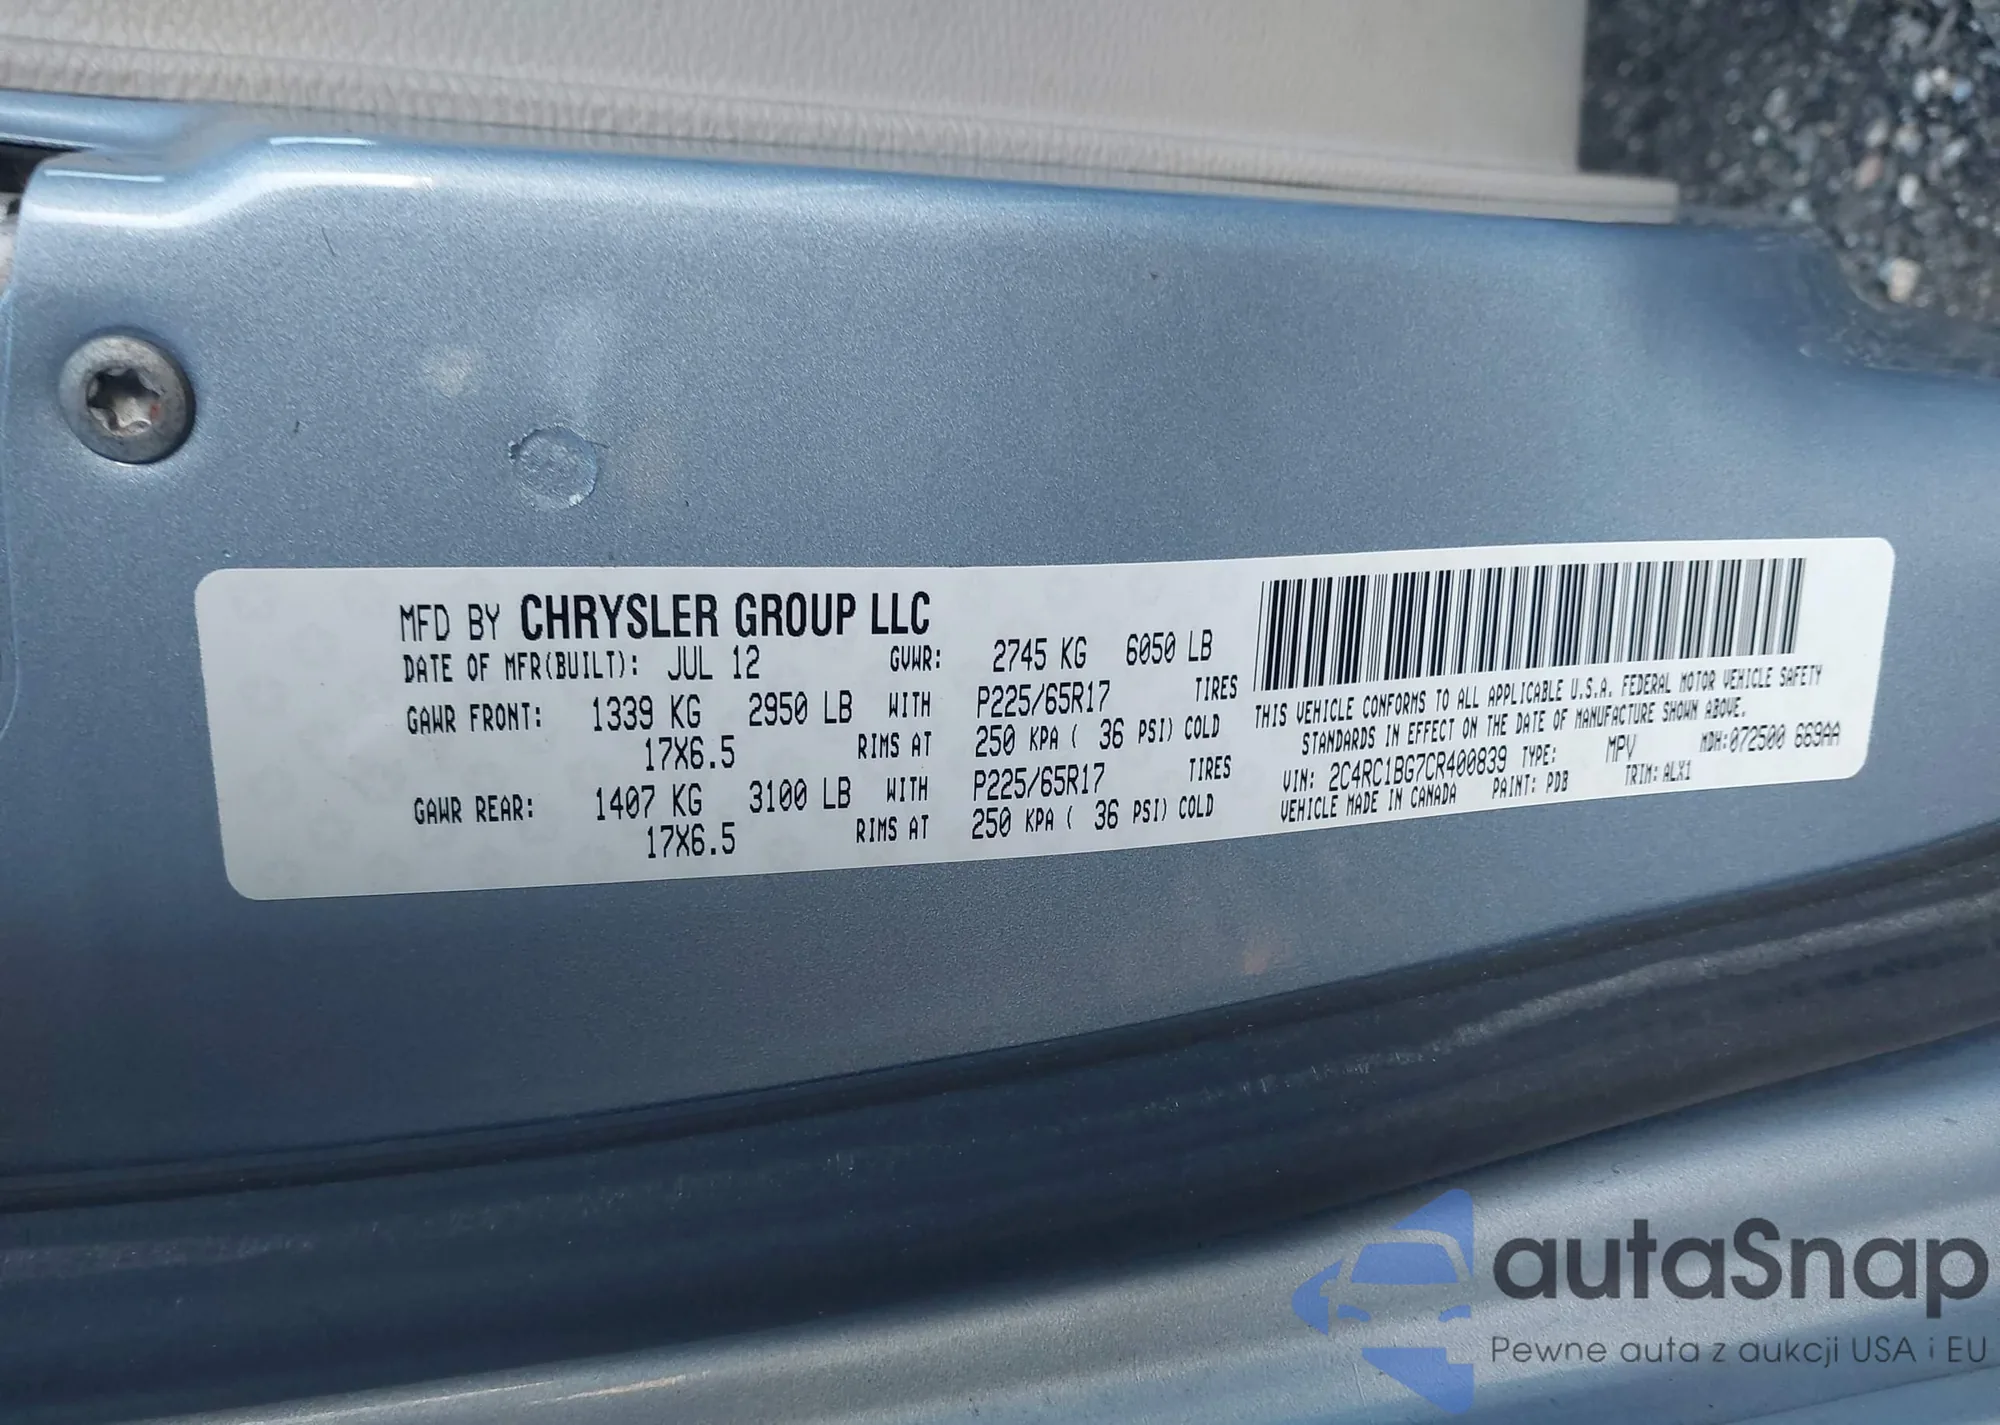 MFD BY CHRYSLER GROUP LLC
DATE OF MFR(BUILT): JUL 12 GVWR: 2745 KG 6050 LB
GAWR FRONT: 1339 KG 2950 LB WITH P225/65R17 TIRES
17X6.5 RIMS AT 250 KPA ( 36 PSI) COLD
GAWR REAR: 1407 KG 3100 LB WITH P225/65R17 TIRES
17X6.5 RIMS AT 250 KPA ( 36 PSI) COLD
THIS VEHICLE CONFORMS TO ALL APPLICABLE U.S.A. FEDERAL MOTOR VEHICLE SAFETY
STANDARDS IN EFFECT ON THE DATE OF MANUFACTURE SHOWN ABOVE.
VIN: 2C4RC1BG7CR400839 TYPE: MPV MDH:072500 669AA
VEHICLE MADE IN CANADA PAINT: PDB TRIM: ALX1
autaSnap
Pewne auta z aukcji USA i EU